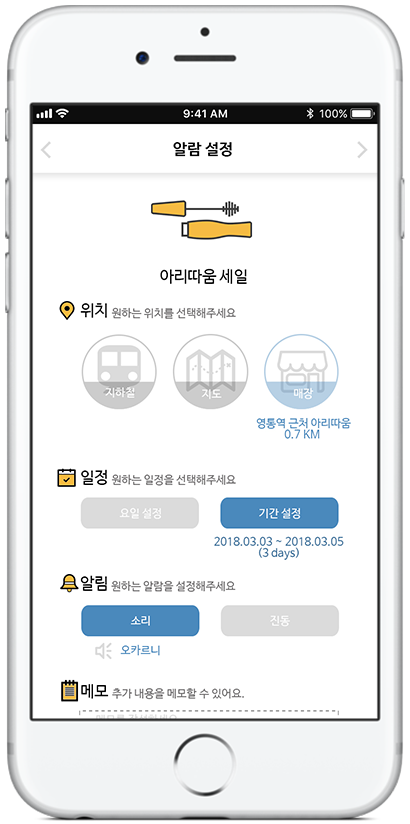 9:41 AM 100%
알람 설정
아리따움 세일
위치 원하는 위치를 선택해주세요
지하철 지도 매장
영통역 근처 아리따움
0.7 KM
일정 원하는 일정을 선택해주세요
요일 설정 기간 설정
2018.03.03 ~ 2018.03.05
(3 days)
알림 원하는 알람을 설정해주세요
소리 진동
오카르니
메모 추가 내용을 메모할 수 있어요.